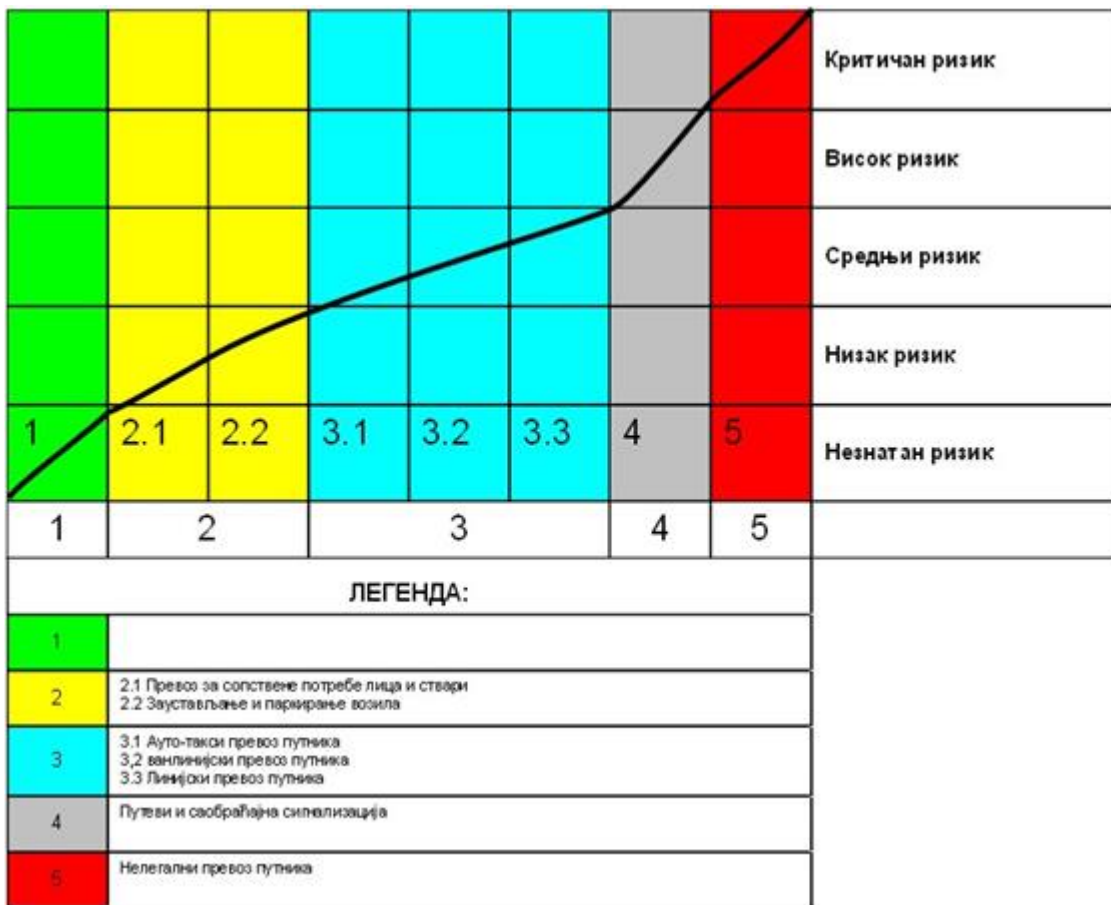 Критичан ризик
Висок ризик
Средњи ризик
Низак ризик
1 2.1 2.2 3.1 3.2 3.3 4 5 Незнатан ризик
1 2 3 4 5
ЛЕГЕНДА:
1
2 2.1 Превоз за сопствене потребе лица и ствари
2.2 Заустављање и паркирање возила
3.1 Ауто-такси превоз путника
3 3,2 ванлинијски превоз путника
3.3 Линијски превоз путника
4 Путеви и саобраћајна сигнализација
5 Нелегални превоз путника